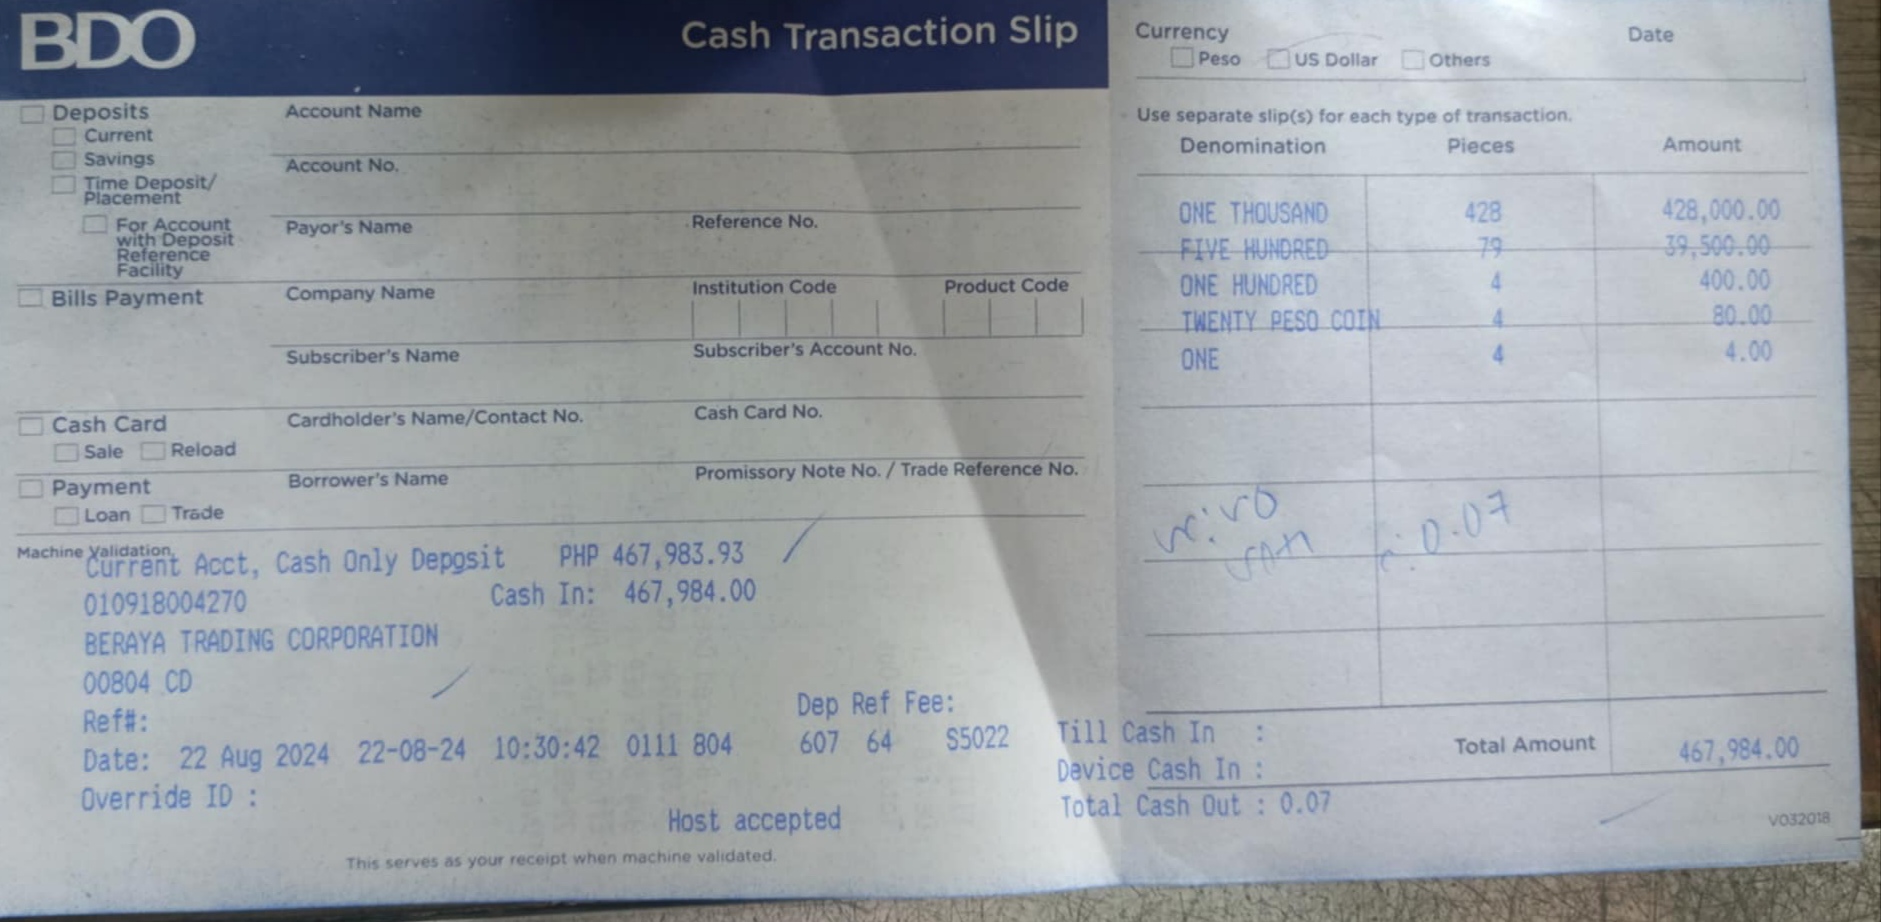 BDO
Cash Transaction Slip
Deposits
Current
Savings
Time Deposit/
Placement
For Account
with Deposit
Reference
Facility
Account Name
Account No.
Payor's Name
Reference No.
Bills Payment
Company Name
Institution Code
Product Code
Subscriber's Name
Subscriber's Account No.
Cash Card
Sale
Reload
Cardholder's Name/Contact No.
Cash Card No.
Payment
Loan
Trade
Borrower's Name
Promissory Note No. / Trade Reference No.
Machine Validation
Current Acct, Cash Only Deposit PHP 467,983.93
010918004270 Cash In: 467,984.00
BERAYA TRADING CORPORATION
00804 CD
Ref#: Dep Ref Fee:
Date: 22 Aug 2024 22-08-24 10:30:42 0111 804 607 64 S5022
Override ID :
Host accepted
This serves as your receipt when machine validated.
Currency
Peso US Dollar Others
Date
Use separate slip(s) for each type of transaction.
Denomination Pieces Amount
ONE THOUSAND 428 428,000.00
FIVE HUNDRED 79 39,500.00
ONE HUNDRED 4 400.00
TWENTY PESO COIN 4 80.00
ONE 4 4.00
0.07
Till Cash In :
Device Cash In :
Total Amount 467,984.00
Total Cash Out : 0.07
V032018